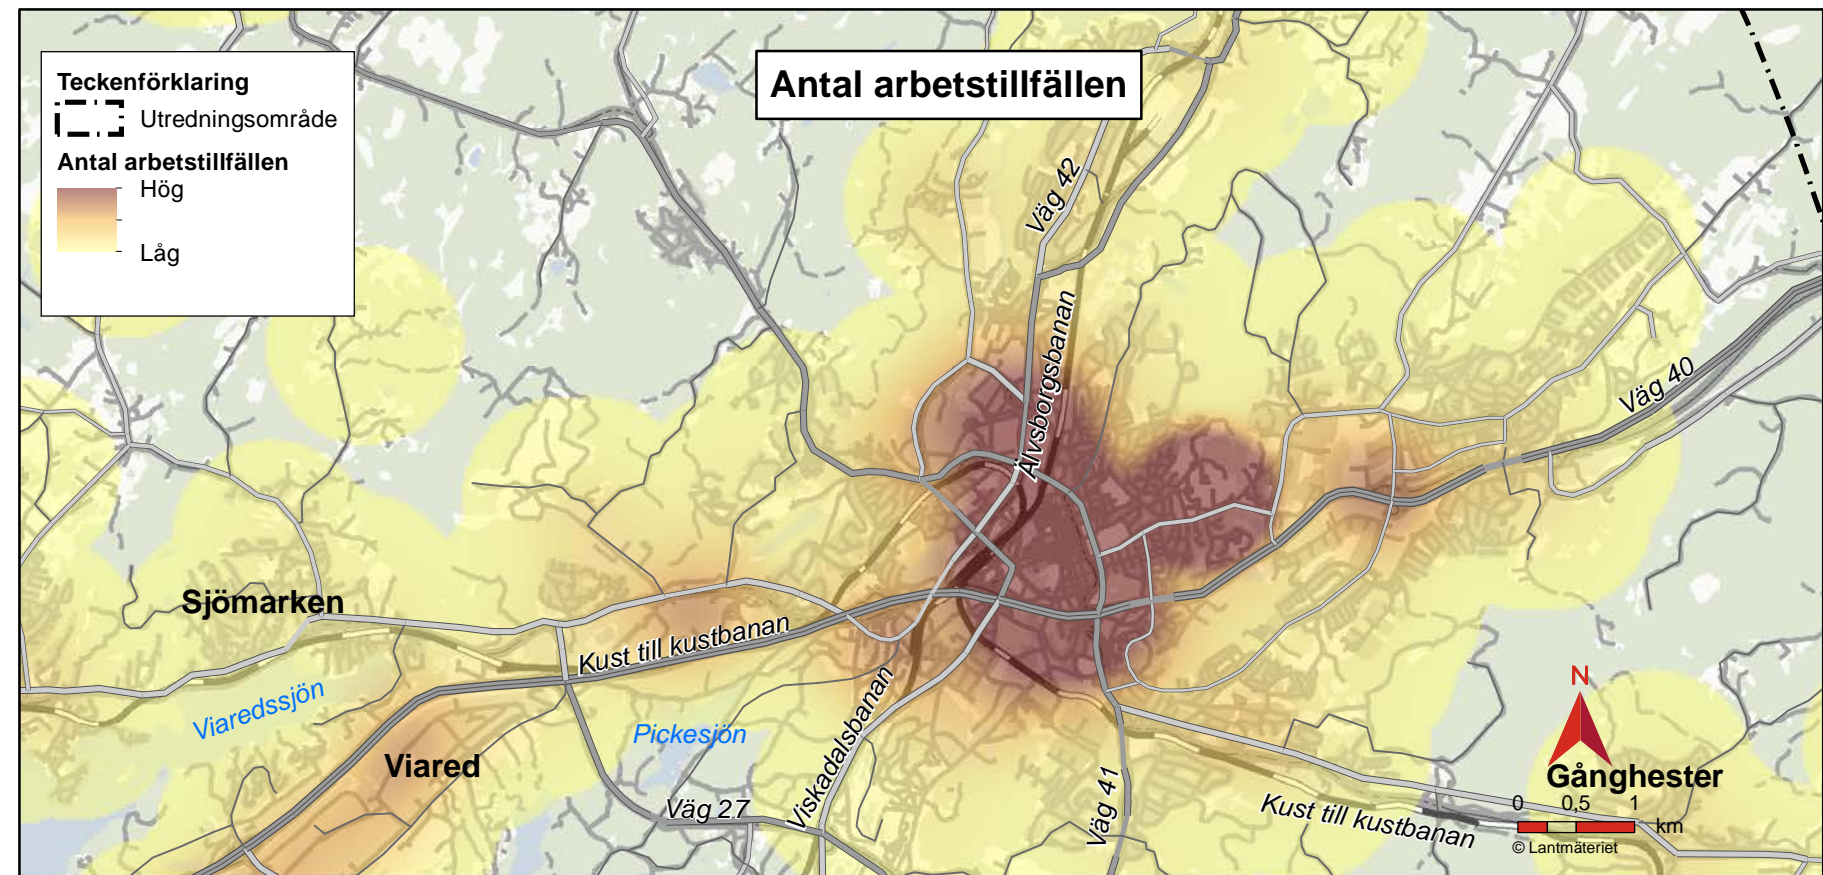 Antal arbetstillfällen
Teckenförklaring
Utredningsområde
Antal arbetstillfällen
Hög
Låg
Väg 42
Älvsborgsbanan
Väg 40
Sjömarken
Kust till kustbanan
Viaredssjön
Pickesjön
Viared
Viskadalsbanan
Väg 27
Väg 41
Kust till kustbanan
N
Gånghester
0 0,5 1
km
© Lantmäteriet